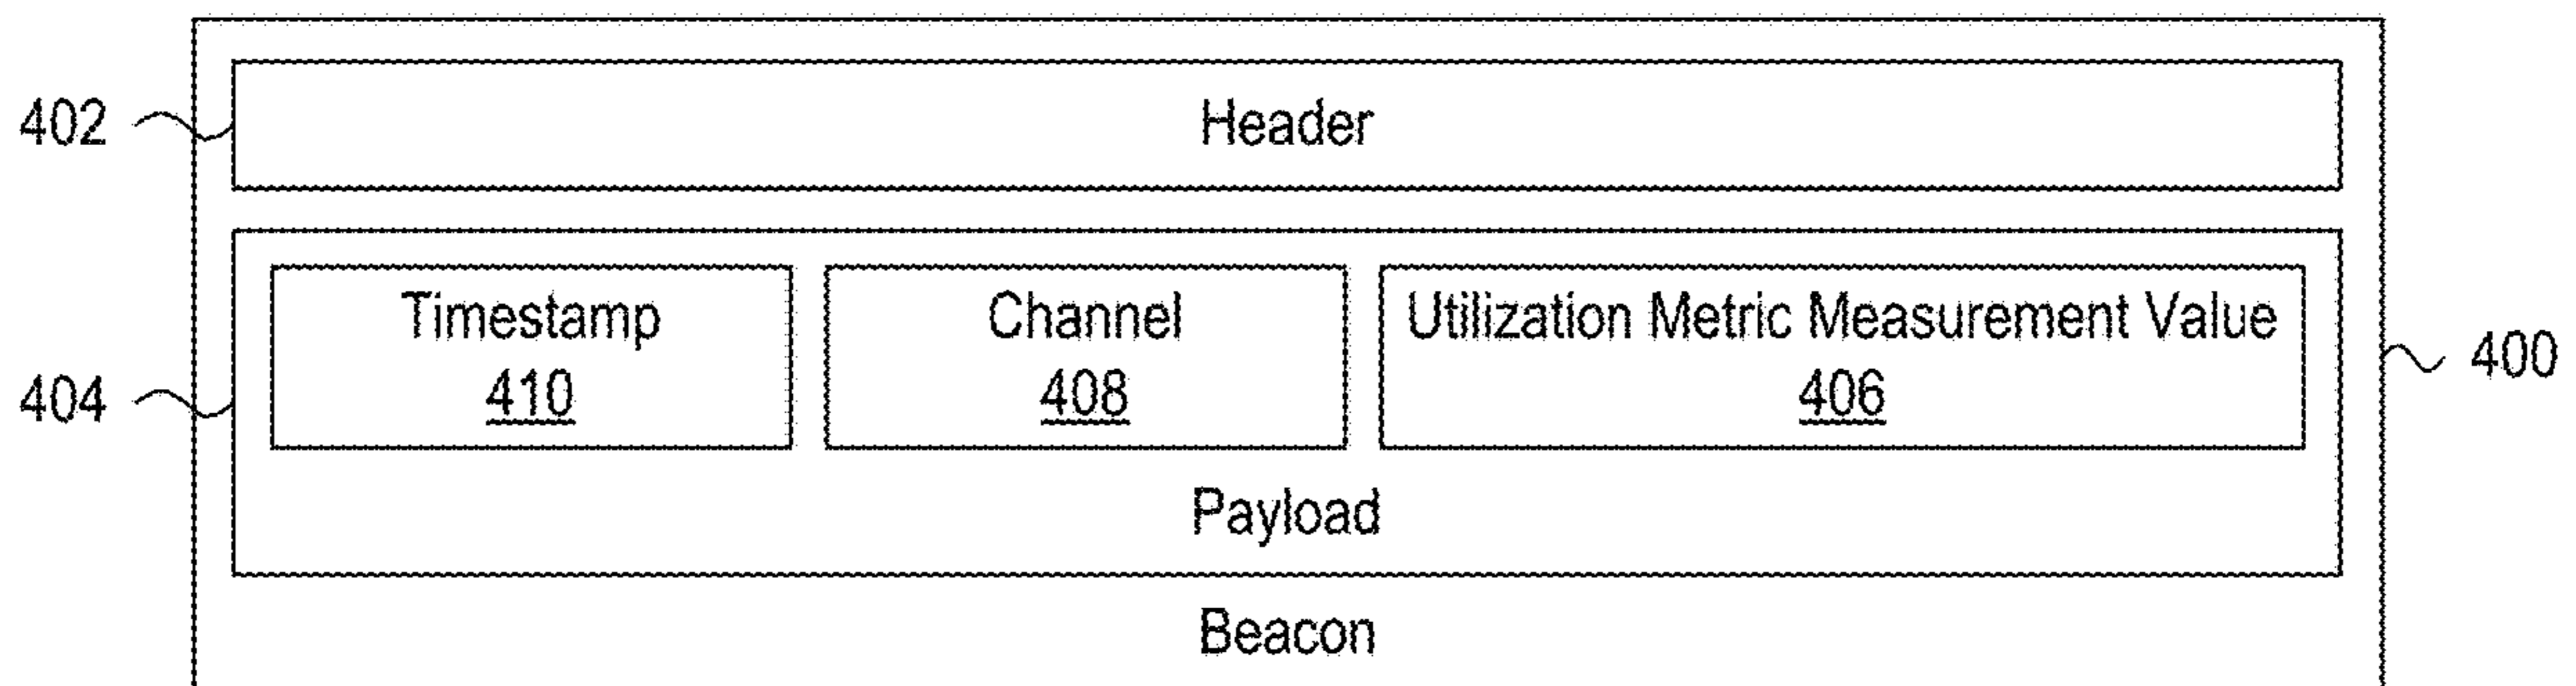 402
Header
Timestamp
410
Channel
408
Utilization Metric Measurement Value
406
404
400
Payload
Beacon